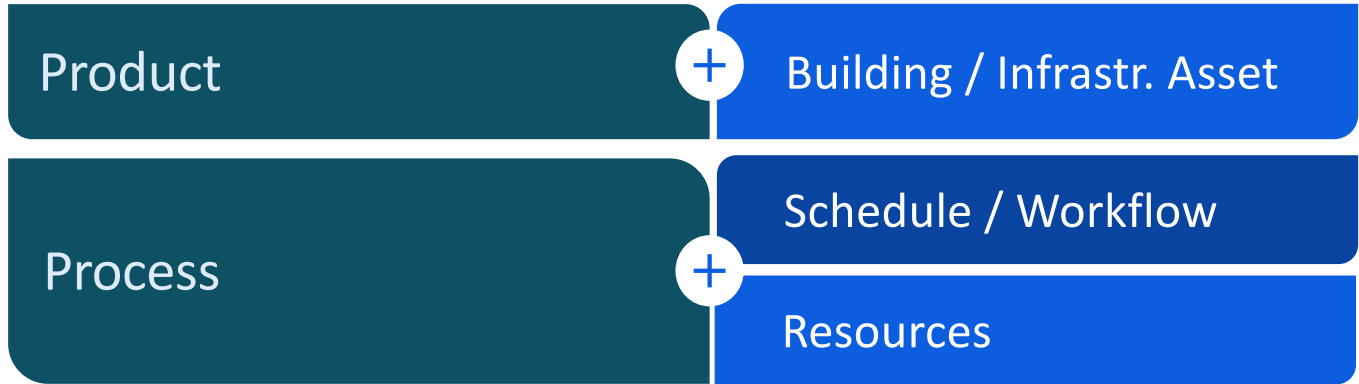 Product
+
Building / Infrastr. Asset
Process
+
Schedule / Workflow
Resources